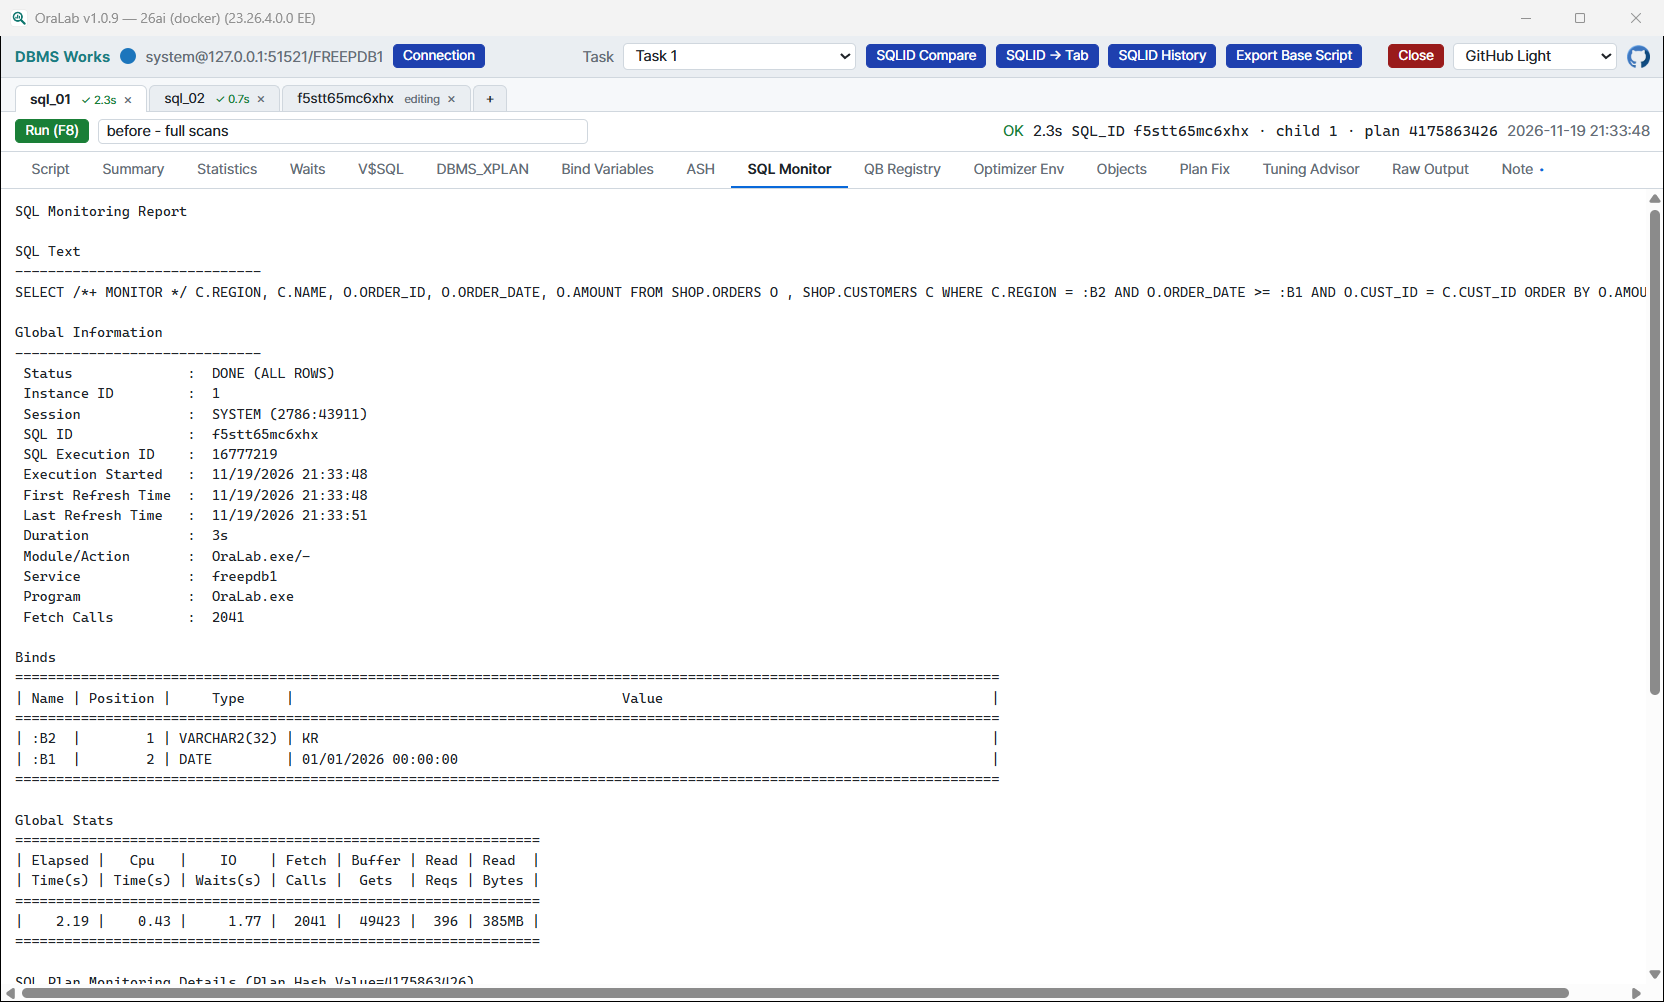 OraLab v1.0.9 — 26ai (docker) (23.26.4.0.0 EE)
DBMS Works system@127.0.0.1:51521/FREEPDB1 Connection Task Task 1 SQLID Compare SQLID → Tab SQLID History Export Base Script Close GitHub Light
sql_01 ✓ 2.3s × sql_02 ✓ 0.7s × f5stt65mc6xhx editing × +
Run (F8) before - full scans OK 2.3s SQL_ID f5stt65mc6xhx · child 1 · plan 4175863426 2026-11-19 21:33:48
Script Summary Statistics Waits V$SQL DBMS_XPLAN Bind Variables ASH SQL Monitor QB Registry Optimizer Env Objects Plan Fix Tuning Advisor Raw Output Note •
SQL Monitoring Report
SQL Text
------------------------------
SELECT /*+ MONITOR */ C.REGION, C.NAME, O.ORDER_ID, O.ORDER_DATE, O.AMOUNT FROM SHOP.ORDERS O , SHOP.CUSTOMERS C WHERE C.REGION = :B2 AND O.ORDER_DATE >= :B1 AND O.CUST_ID = C.CUST_ID ORDER BY O.AMOU
Global Information
------------------------------
Status : DONE (ALL ROWS)
Instance ID : 1
Session : SYSTEM (2786:43911)
SQL ID : f5stt65mc6xhx
SQL Execution ID : 16777219
Execution Started : 11/19/2026 21:33:48
First Refresh Time : 11/19/2026 21:33:48
Last Refresh Time : 11/19/2026 21:33:51
Duration : 3s
Module/Action : OraLab.exe/-
Service : freepdb1
Program : OraLab.exe
Fetch Calls : 2041
Binds
========================================================================================================================
| Name | Position | Type | Value |
========================================================================================================================
| :B2 | 1 | VARCHAR2(32) | KR |
| :B1 | 2 | DATE | 01/01/2026 00:00:00 |
========================================================================================================================
Global Stats
================================================================
| Elapsed | Cpu | IO | Fetch | Buffer | Read | Read |
| Time(s) | Time(s) | Waits(s) | Calls | Gets | Reqs | Bytes |
================================================================
| 2.19 | 0.43 | 1.77 | 2041 | 49423 | 396 | 385MB |
================================================================
SQL Plan Monitoring Details (Plan Hash Value=4175863426)